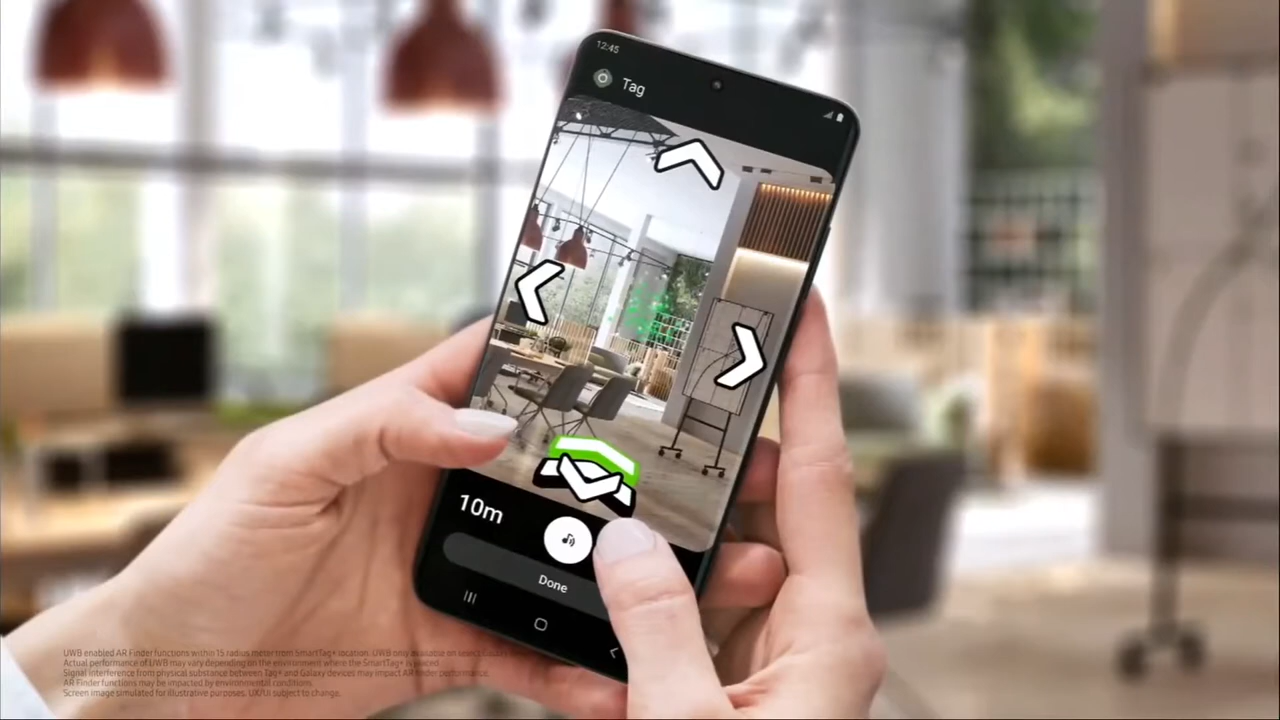 12:45
Tag
10m
Done
UWB enabled AR Finder functions within 15 radius meter from SmartTag+ location. UWB only available on select Galaxy
Actual performance of UWB may vary depending on the environment where the SmartTag+ is placed.
Signal interference from physical substance between Tag+ and Galaxy devices may impact AR finder performance.
AR Finder functions may be impacted by environmental conditions.
Screen image simulated for illustrative purposes. UX/UI subject to change.